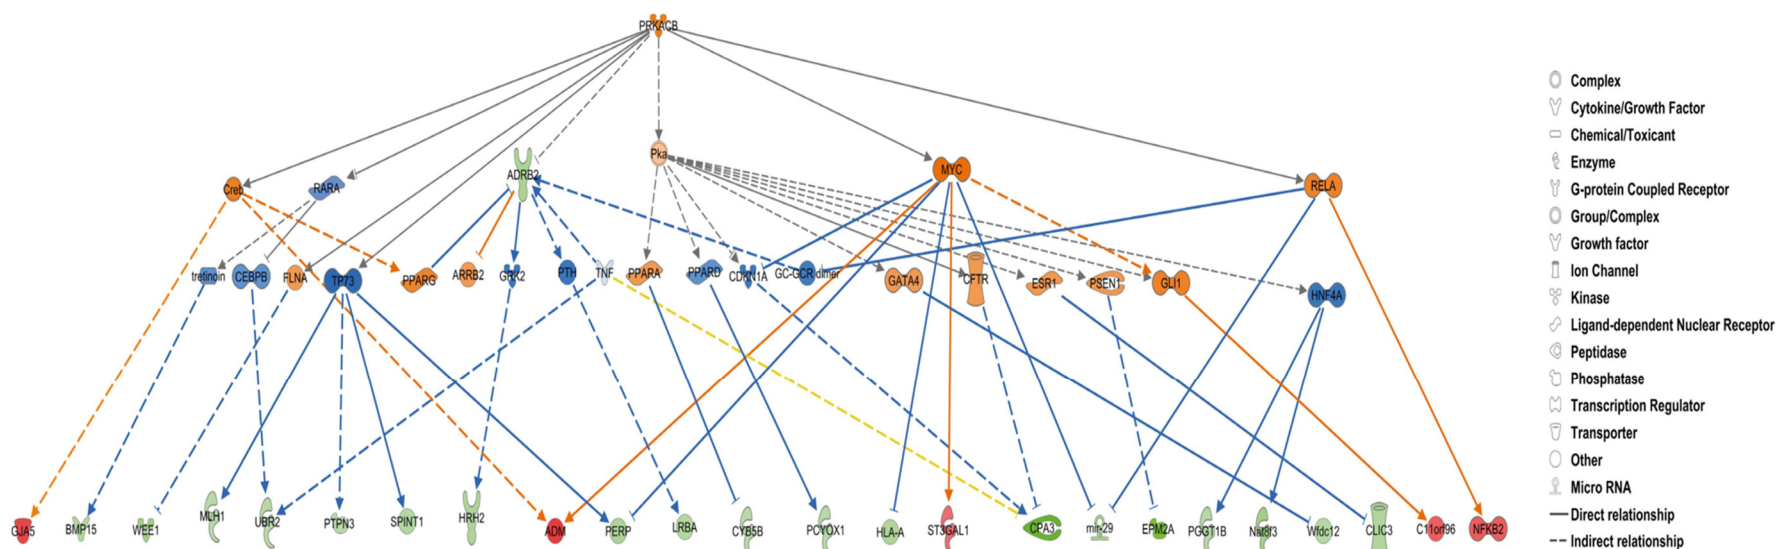 PRKACB
Pka
MYC
ADRB2
Creb
RARA
RELA
tretinoin
CEBPB
FLNA
TP73
PPARG
ARRB2
GRK2
PTH
TNF
PPARA
PPARD
CDKN1A
GC-GCR dimer
GATA4
CFTR
ESR1
PSEN1
GLI1
HNF4A
GJA5
BMP15
WEE1
MLH1
UBR2
PTPN3
SPINT1
HRH2
ADM
PERP
LRBA
CYB5B
PCYOX1
HLA-A
ST3GAL1
CPA3
mir-29
EPM2A
PGGT1B
Nat8f3
Wfdc12
CLIC3
C11orf96
NFKB2
Complex
Cytokine/Growth Factor
Chemical/Toxicant
Enzyme
G-protein Coupled Receptor
Group/Complex
Growth factor
Ion Channel
Kinase
Ligand-dependent Nuclear Receptor
Peptidase
Phosphatase
Transcription Regulator
Transporter
Other
Micro RNA
Direct relationship
Indirect relationship